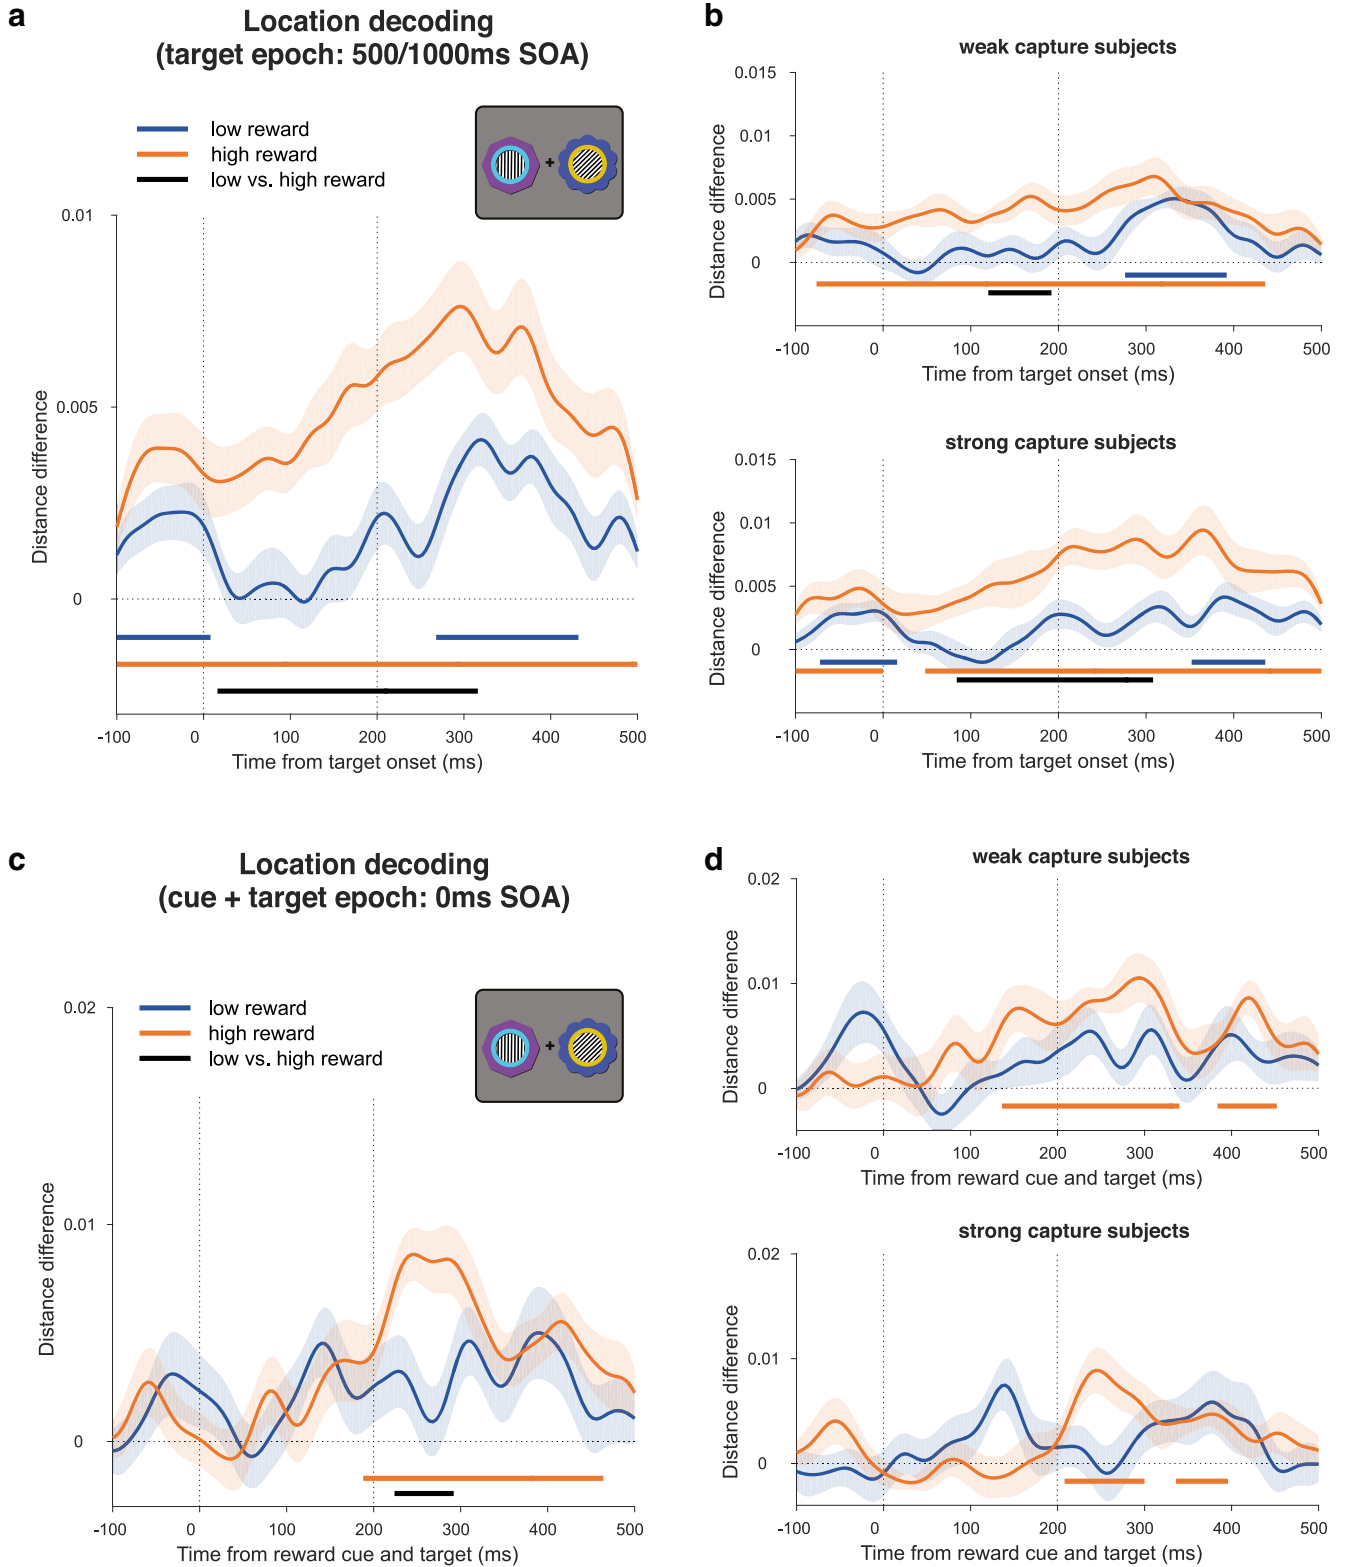 a
Location decoding
(target epoch: 500/1000ms SOA)
low reward
high reward
low vs. high reward
+
0.01
0.005
0
Distance difference
-100
0
100
200
300
400
500
Time from target onset (ms)
b
weak capture subjects
0.015
0.01
0.005
0
Distance difference
-100
0
100
200
300
400
500
Time from target onset (ms)
strong capture subjects
0.015
0.01
0.005
0
Distance difference
-100
0
100
200
300
400
500
Time from target onset (ms)
c
Location decoding
(cue + target epoch: 0ms SOA)
low reward
high reward
low vs. high reward
+
0.02
0.01
0
Distance difference
-100
0
100
200
300
400
500
Time from reward cue and target (ms)
d
weak capture subjects
0.02
0.01
0
Distance difference
-100
0
100
200
300
400
500
Time from reward cue and target (ms)
strong capture subjects
0.02
0.01
0
Distance difference
-100
0
100
200
300
400
500
Time from reward cue and target (ms)